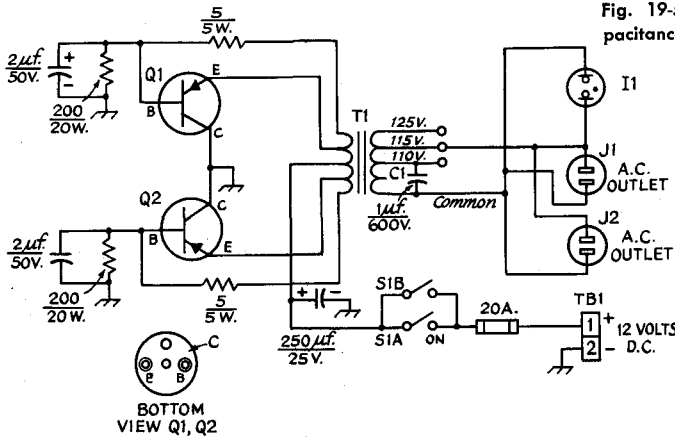 Fig. 19-
pacitanc
5
5W.
2µf.
50V.
+
-
200
20W.
Q1
E
B
C
T1
125V.
115V.
110V.
C1
1µf.
600V.
Common
I1
J1
A.C.
OUTLET
J2
A.C.
OUTLET
Q2
C
B
E
2µf.
50V.
200
20W.
5
5W.
+
-
250µf.
25V.
S1B
S1A
ON
20A.
TB1
1
+
2
-
12 VOLTS
D.C.
C
E
B
BOTTOM
VIEW Q1, Q2